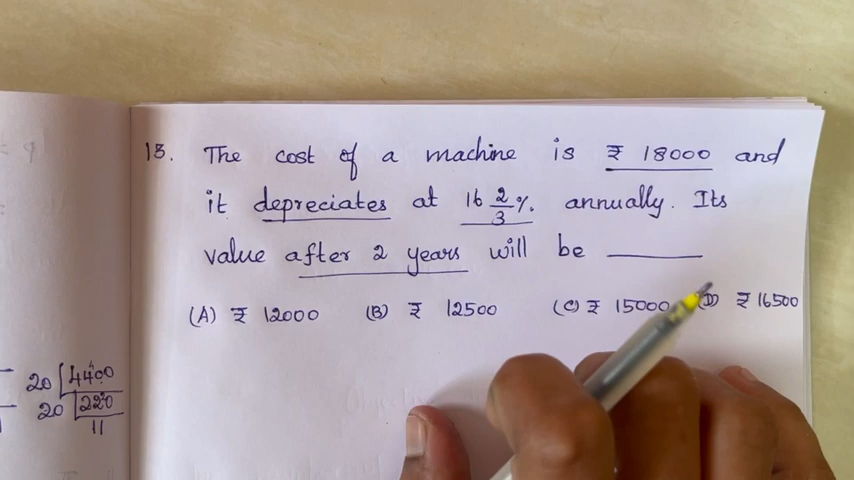 13. The cost of a machine is ₹ 18000 and
it depreciates at 16 2/3 %. annually. Its
value after 2 years will be ______
(A) ₹ 12000 (B) ₹ 12500 (C) ₹ 15000 (D) ₹ 16500
20 4400
20 220
11